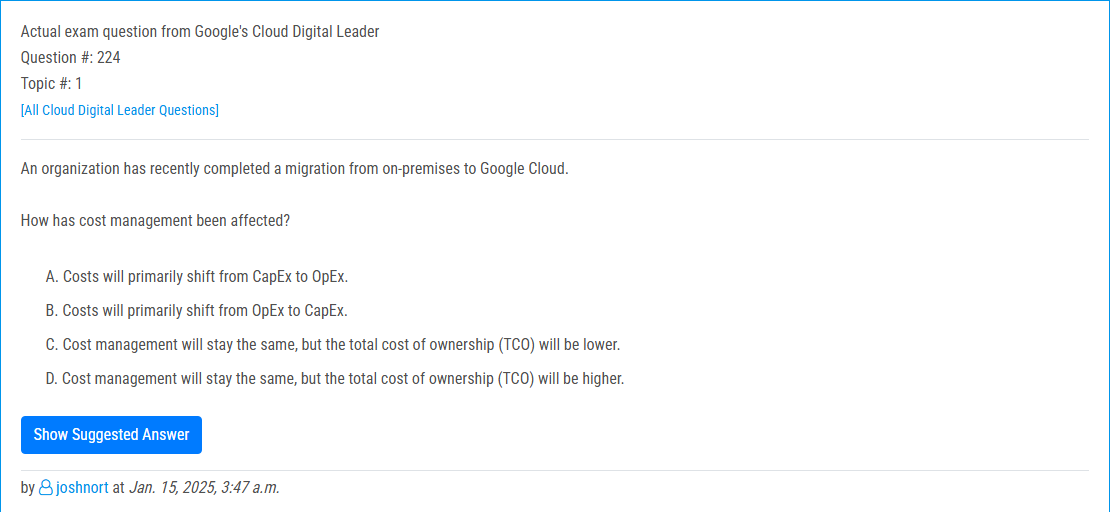 Actual exam question from Google's Cloud Digital Leader
Question #: 224
Topic #: 1
[All Cloud Digital Leader Questions]
An organization has recently completed a migration from on-premises to Google Cloud.
How has cost management been affected?
A. Costs will primarily shift from CapEx to OpEx.
B. Costs will primarily shift from OpEx to CapEx.
C. Cost management will stay the same, but the total cost of ownership (TCO) will be lower.
D. Cost management will stay the same, but the total cost of ownership (TCO) will be higher.
Show Suggested Answer
by joshnort at Jan. 15, 2025, 3:47 a.m.